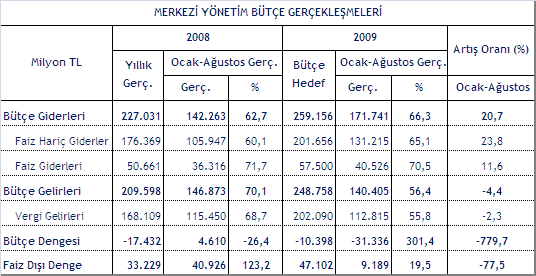 MERKEZİ YÖNETİM BÜTÇE GERÇEKLEŞMELERİ
Milyon TL 2008 2009 Artış Oranı (%)
Yıllık Gerç. Ocak-Ağustos Gerç. Bütçe Hedef Ocak-Ağustos Gerç.
Gerç. % Gerç. % Ocak-Ağustos
Bütçe Giderleri 227.031 142.263 62,7 259.156 171.741 66,3 20,7
Faiz Hariç Giderler 176.369 105.947 60,1 201.656 131.215 65,1 23,8
Faiz Giderleri 50.661 36.316 71,7 57.500 40.526 70,5 11,6
Bütçe Gelirleri 209.598 146.873 70,1 248.758 140.405 56,4 -4,4
Vergi Gelirleri 168.109 115.450 68,7 202.090 112.815 55,8 -2,3
Bütçe Dengesi -17.432 4.610 -26,4 -10.398 -31.336 301,4 -779,7
Faiz Dışı Denge 33.229 40.926 123,2 47.102 9.189 19,5 -77,5